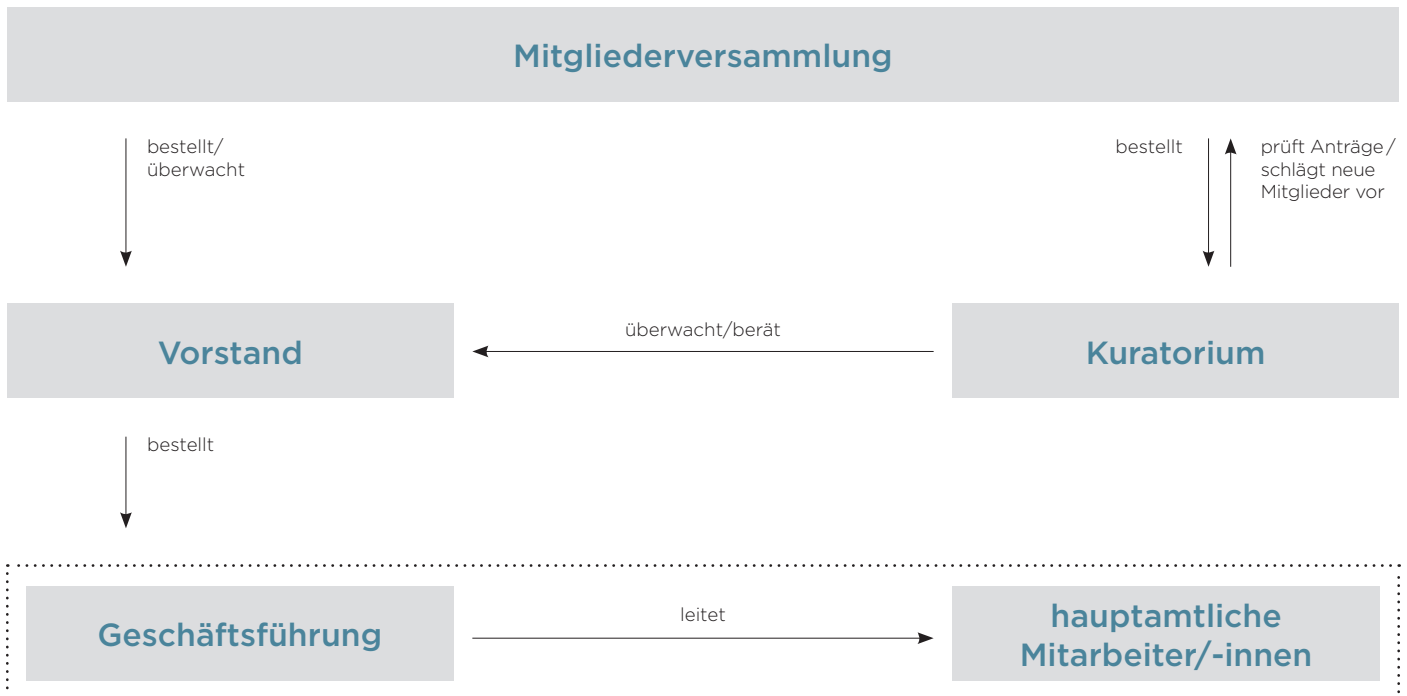 Mitgliederversammlung
bestellt/
überwacht
bestellt
prüft Anträge/
schlägt neue
Mitglieder vor
Vorstand
überwacht/berät
Kuratorium
bestellt
Geschäftsführung
leitet
hauptamtliche
Mitarbeiter/-innen